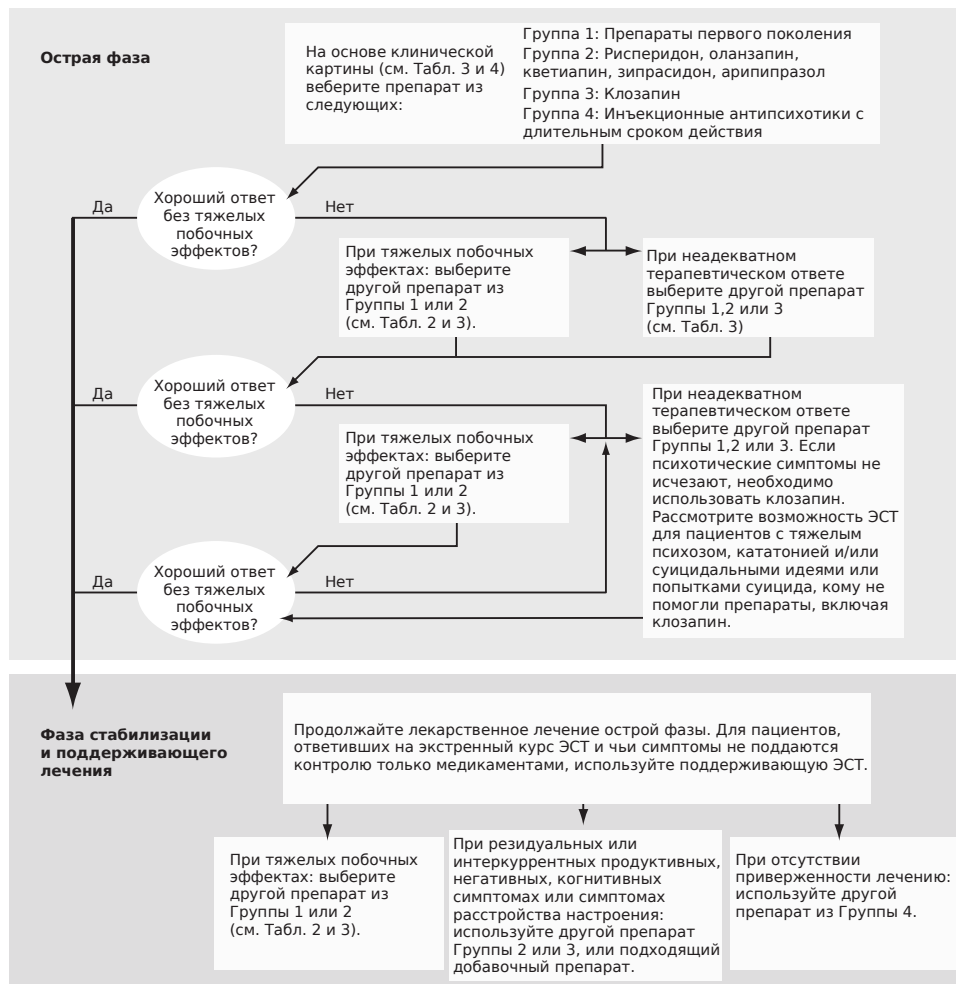 Острая фаза
На основе клинической
картины (см. Табл. 3 и 4)
веберите препарат из
следующих:
Группа 1: Препараты первого поколения
Группа 2: Рисперидон, оланзапин,
кветиапин, зипрасидон, арипипразол
Группа 3: Клозапин
Группа 4: Инъекционные антипсихотики с
длительным сроком действия
Да
Хороший ответ
без тяжелых
побочных
эффектов?
Нет
При тяжелых побочных
эффектах: выберите
другой препарат из
Группы 1 или 2
(см. Табл. 2 и 3).
При неадекватном
терапевтическом ответе
выберите другой препарат
Группы 1,2 или 3
(см. Табл. 3)
Да
Хороший ответ
без тяжелых
побочных
эффектов?
Нет
При тяжелых побочных
эффектах: выберите
другой препарат из
Группы 1 или 2
(см. Табл. 2 и 3).
При неадекватном
терапевтическом ответе
выберите другой препарат
Группы 1,2 или 3. Если
психотические симптомы не
исчезают, необходимо
использовать клозапин.
Рассмотрите возможность ЭСТ
для пациентов с тяжелым
психозом, кататонией и/или
суицидальными идеями или
попытками суицида, кому не
помогли препараты, включая
клозапин.
Да
Хороший ответ
без тяжелых
побочных
эффектов?
Нет
Фаза стабилизации
и поддерживающего
лечения
Продолжайте лекарственное лечение острой фазы. Для пациентов,
ответивших на экстренный курс ЭСТ и чьи симптомы не поддаются
контролю только медикаментами, используйте поддерживающую ЭСТ.
При тяжелых побочных
эффектах: выберите
другой препарат из
Группы 1 или 2
(см. Табл. 2 и 3).
При резидуальных или
интеркуррентных продуктивных,
негативных, когнитивных
симптомах или симптомах
расстройства настроения:
используйте другой препарат
Группы 2 или 3, или подходящий
добавочный препарат.
При отсутствии
приверженности лечению:
используйте другой
препарат из Группы 4.